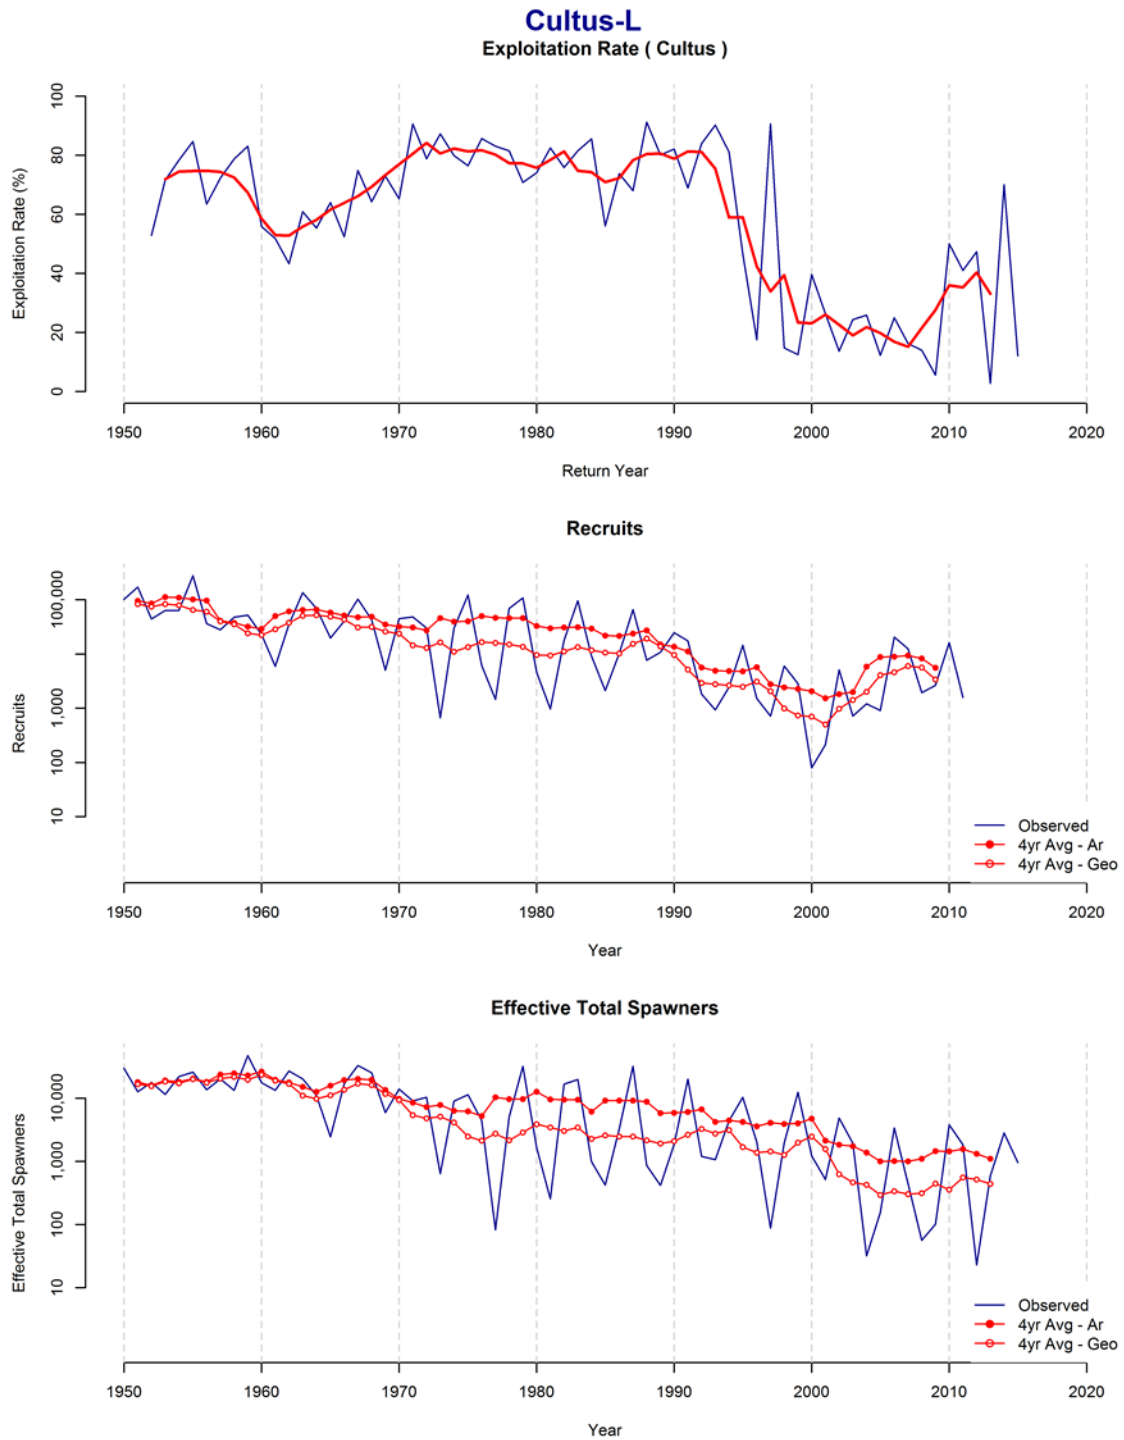 Cultus-L
Exploitation Rate ( Cultus )
Exploitation Rate (%)
100
80
60
40
20
0
1950 1960 1970 1980 1990 2000 2010 2020
Return Year
Recruits
Recruits
100,000
1,000
100
10
Observed
4yr Avg - Ar
4yr Avg - Geo
1950 1960 1970 1980 1990 2000 2010 2020
Year
Effective Total Spawners
Effective Total Spawners
10,000
1,000
100
10
Observed
4yr Avg - Ar
4yr Avg - Geo
1950 1960 1970 1980 1990 2000 2010 2020
Year